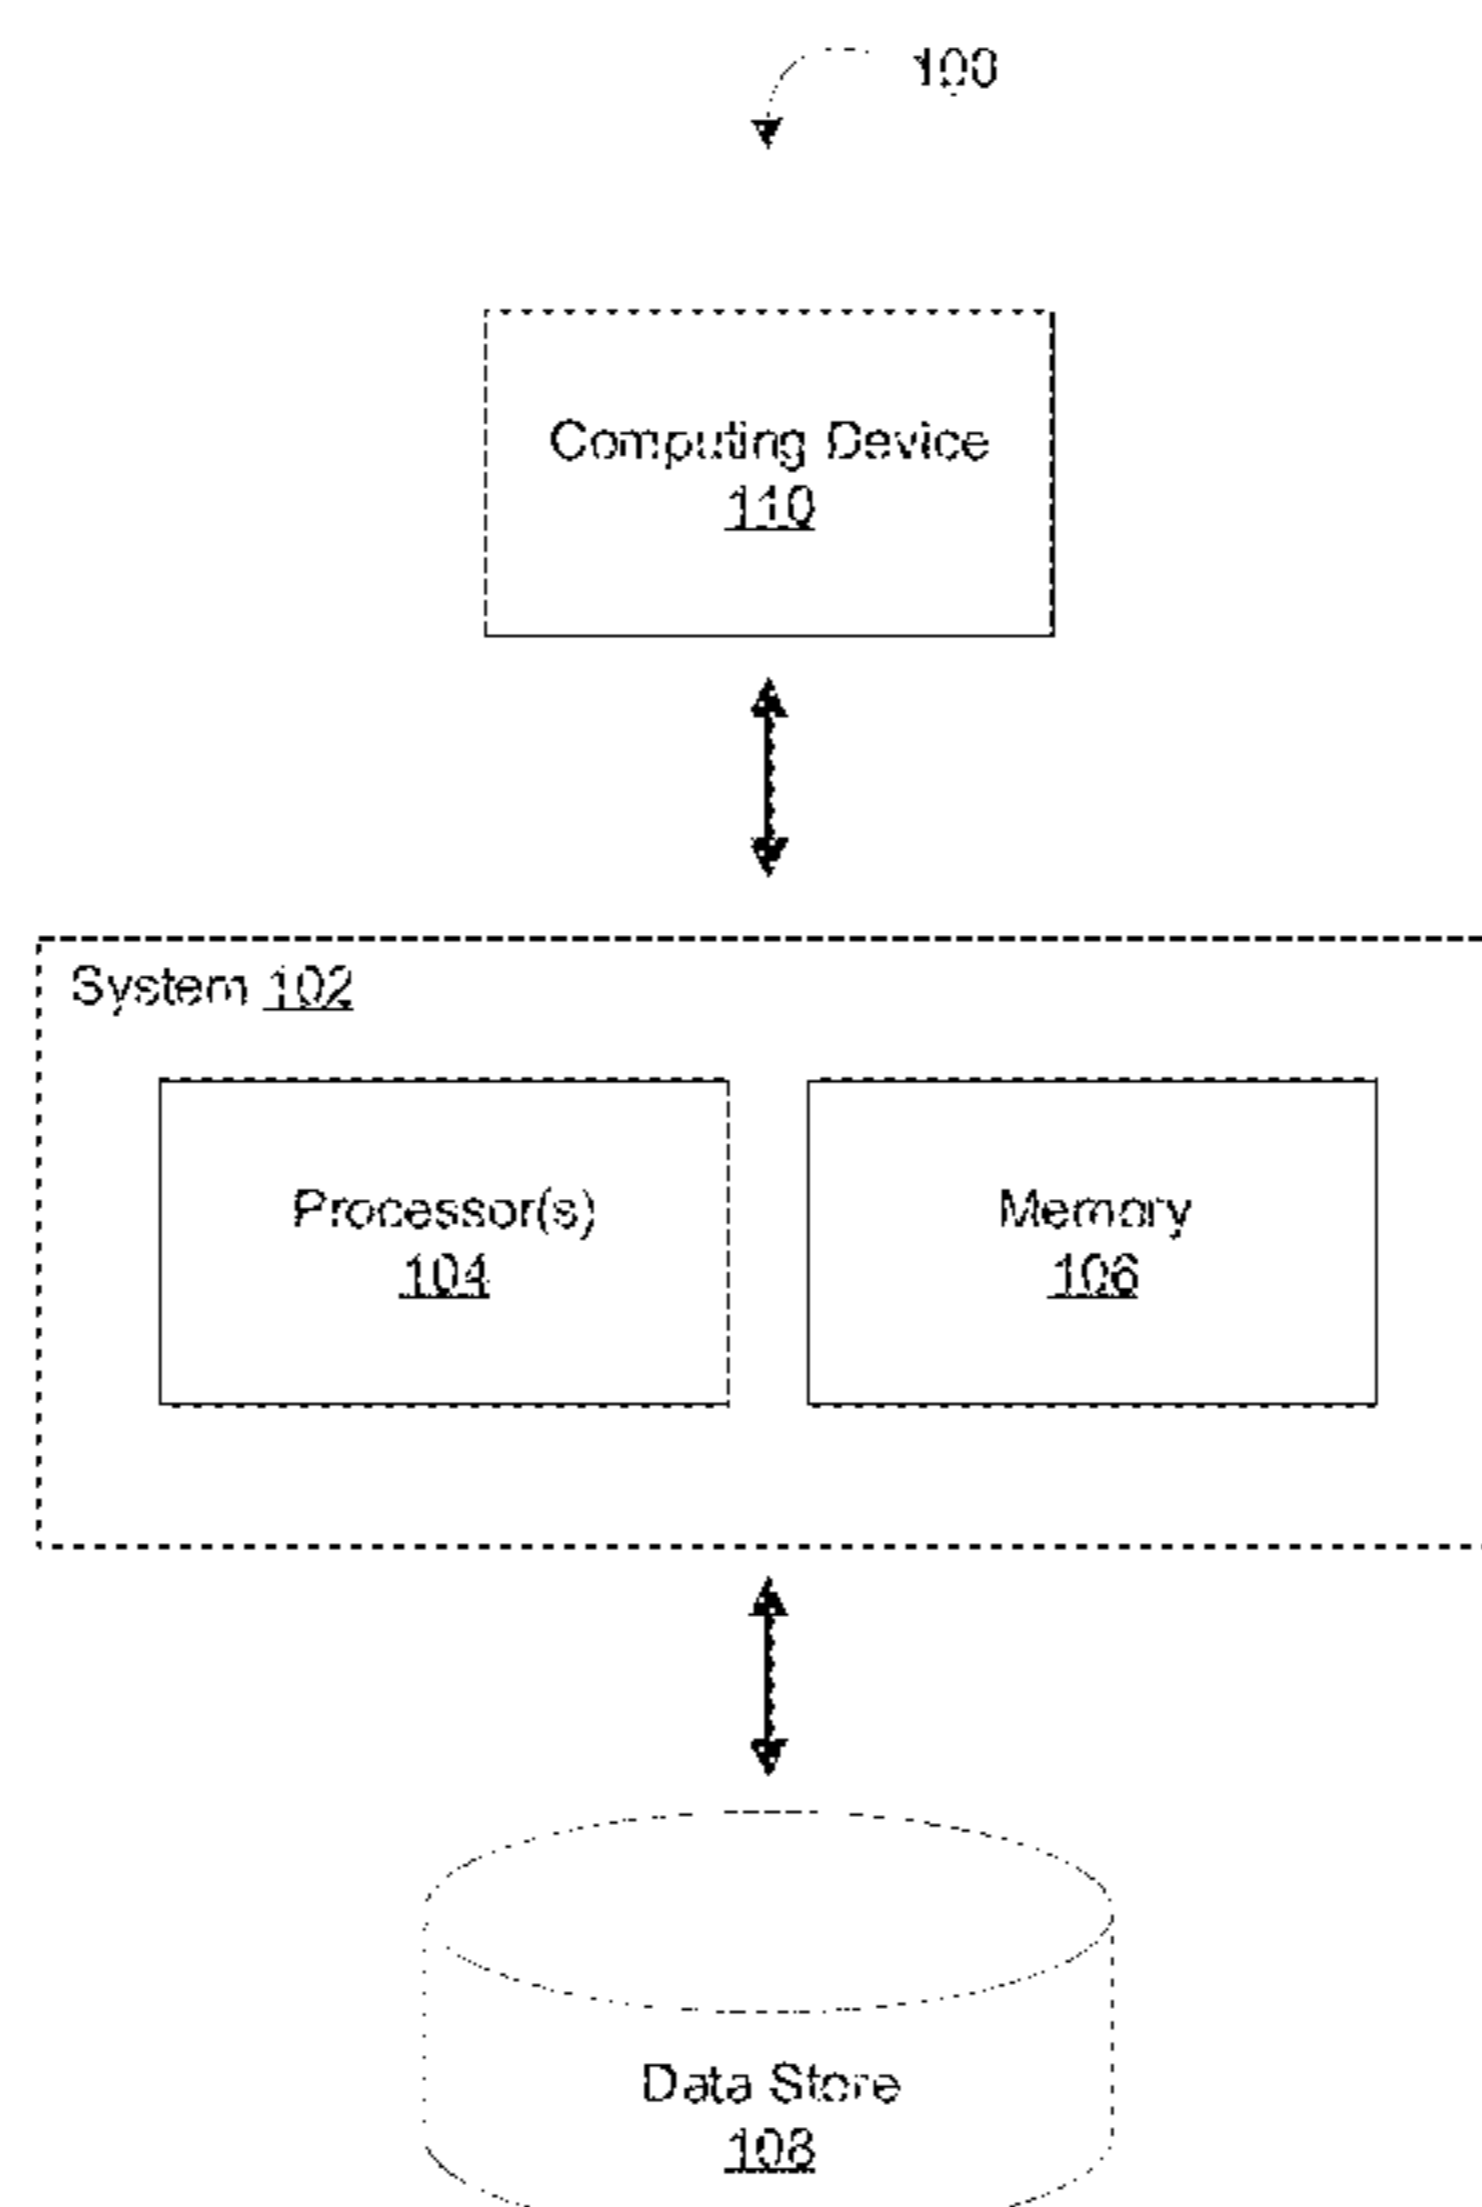 100
Computing Device
110
System 102
Processor(s)
104
Memory
106
Data Store
108